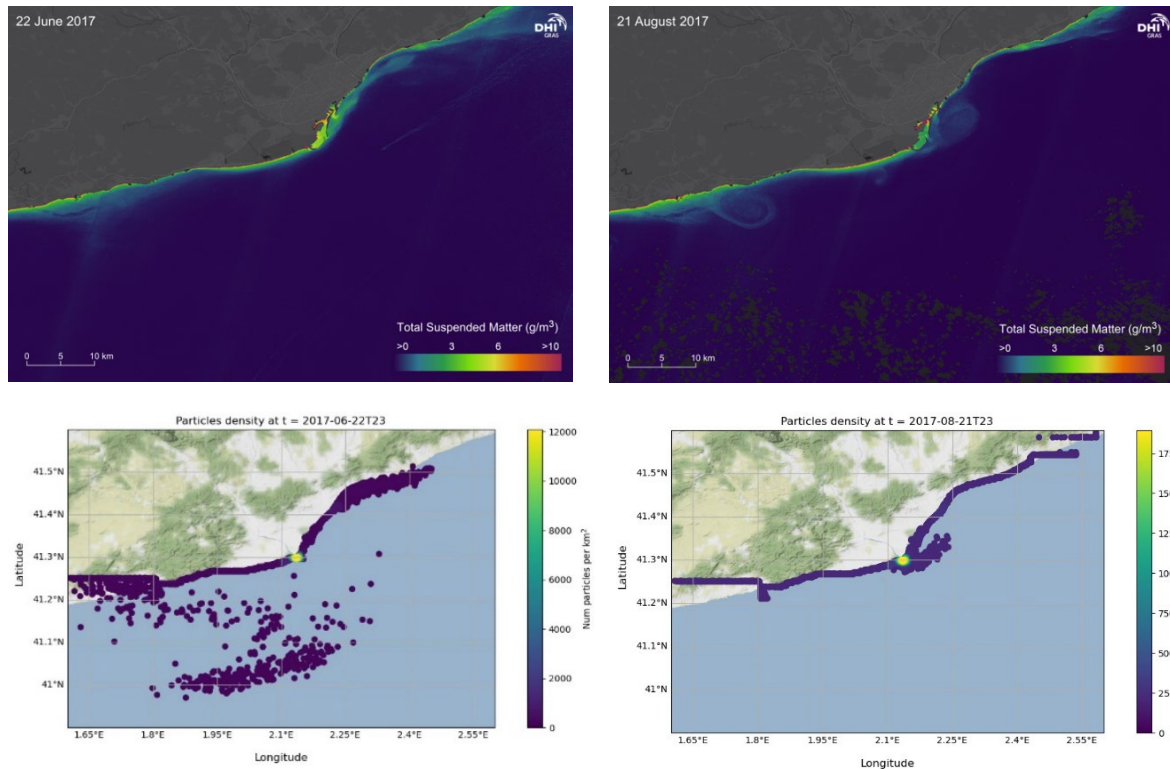 22 June 2017
DHI
GRAS
Total Suspended Matter (g/m³)
>0 3 6 >10
0 5 10 km
21 August 2017
DHI
GRAS
Total Suspended Matter (g/m³)
>0 3 6 >10
0 5 10 km
Particles density at t = 2017-06-22T23
41.5°N
41.4°N
41.3°N
41.2°N
41.1°N
41°N
Latitude
1.65°E 1.8°E 1.95°E 2.1°E 2.25°E 2.4°E 2.55°E
Longitude
12000
10000
8000
6000
4000
2000
0
Num particles per km²
Particles density at t = 2017-08-21T23
41.5°N
41.4°N
41.3°N
41.2°N
41.1°N
41°N
Latitude
1.65°E 1.8°E 1.95°E 2.1°E 2.25°E 2.4°E 2.55°E
Longitude
0